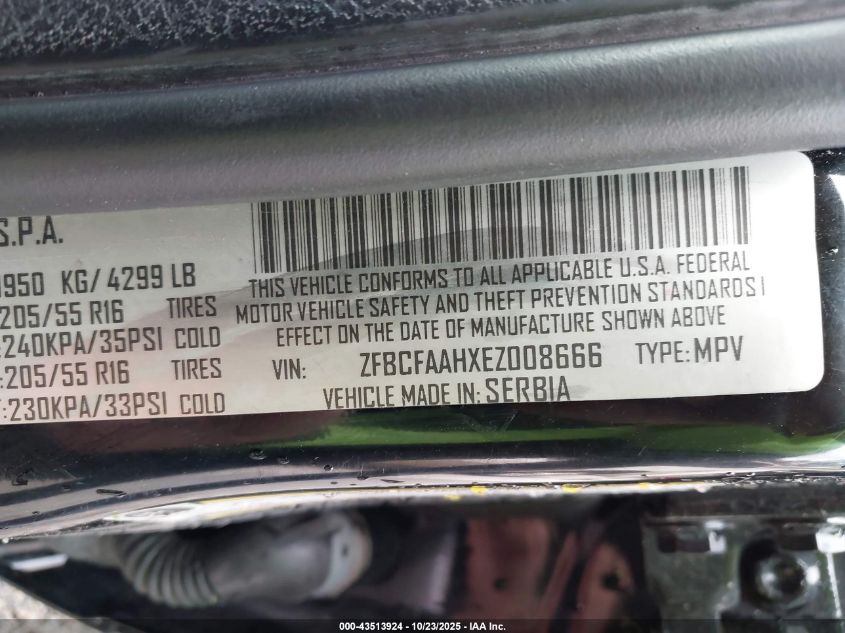 S.P.A.
1950 KG/ 4299 LB
205/55 R16 TIRES
:240KPA/35PSI COLD
:205/55 R16 TIRES
:230KPA/33PSI COLD
THIS VEHICLE CONFORMS TO ALL APPLICABLE U.S.A. FEDERAL
MOTOR VEHICLE SAFETY AND THEFT PREVENTION STANDARDS I
EFFECT ON THE DATE OF MANUFACTURE SHOWN ABOVE
VIN: ZFBCFAAHXEZ008666 TYPE: MPV
VEHICLE MADE IN: SERBIA
000-43513924 - 10/23/2025 - IAA Inc.